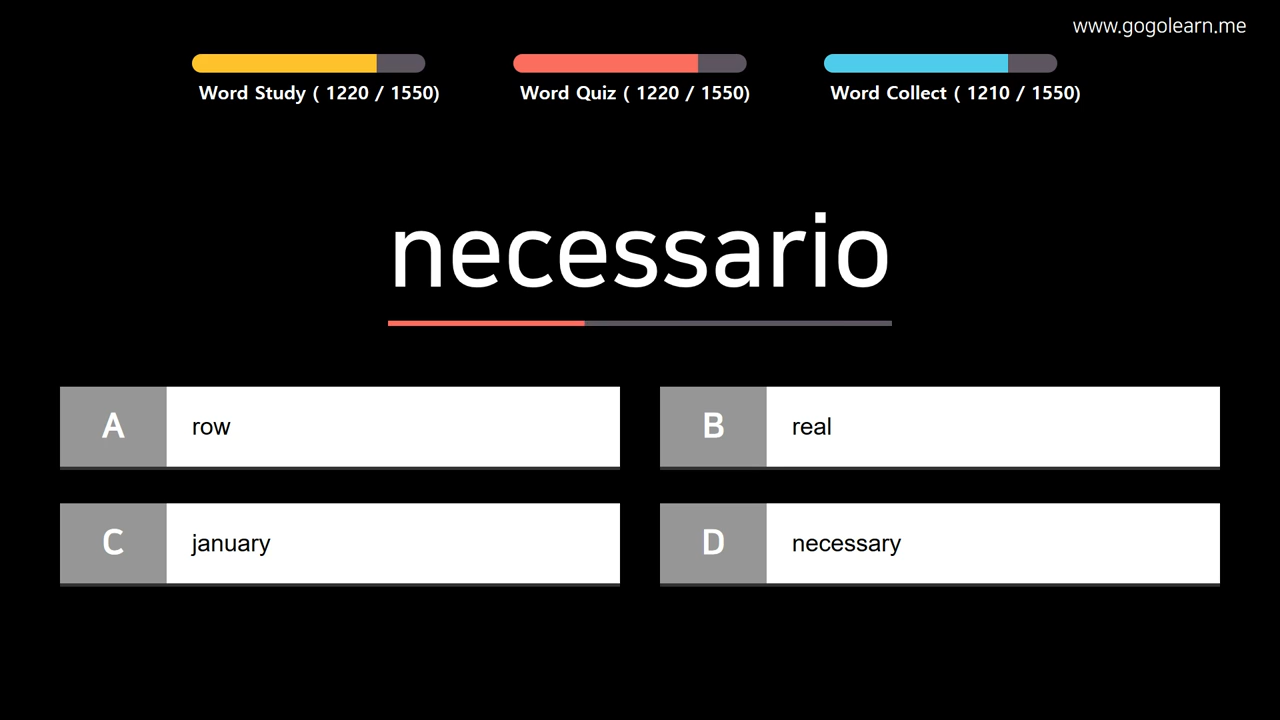 www.gogolearn.me
Word Study ( 1220 / 1550)
Word Quiz ( 1220 / 1550)
Word Collect ( 1210 / 1550)
necessario
A row
B real
C january
D necessary